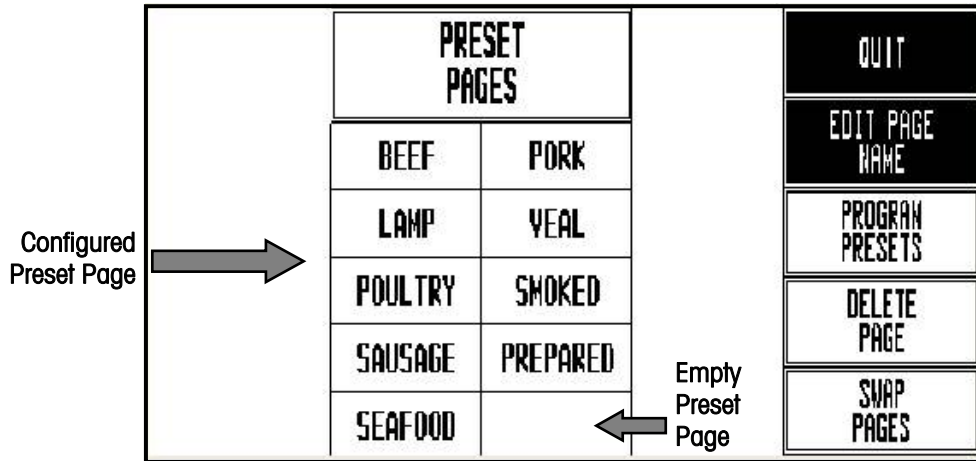 PRESET
PAGES
BEEF PORK
LAMP VEAL
POULTRY SMOKED
SAUSAGE PREPARED
SEAFOOD
Configured
Preset Page
Empty
Preset
Page
QUIT
EDIT PAGE
NAME
PROGRAM
PRESETS
DELETE
PAGE
SWAP
PAGES